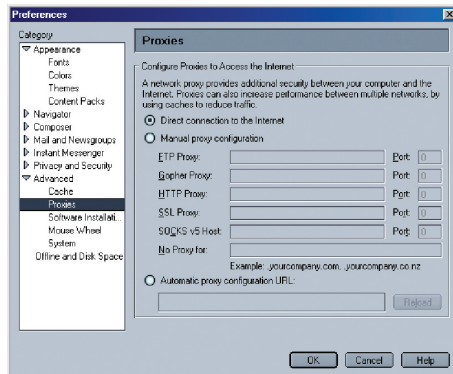 Preferences
Category
Appearance
Fonts
Colors
Themes
Content Packs
Navigator
Composer
Mail and Newsgroups
Instant Messenger
Privacy and Security
Advanced
Cache
Proxies
Software Installati...
Mouse Wheel
System
Offline and Disk Space
Proxies
Configure Proxies to Access the Internet
A network proxy provides additional security between your computer and the
Internet. Proxies can also increase performance between multiple networks, by
using caches to reduce traffic.
Direct connection to the Internet
Manual proxy configuration
FTP Proxy: Port: 0
Gopher Proxy: Port: 0
HTTP Proxy: Port: 0
SSL Proxy: Port: 0
SOCKS v5 Host: Port: 0
No Proxy for:
Example: .yourcompany.com, .yourcompany.co.nz
Automatic proxy configuration URL:
Reload
OK Cancel Help